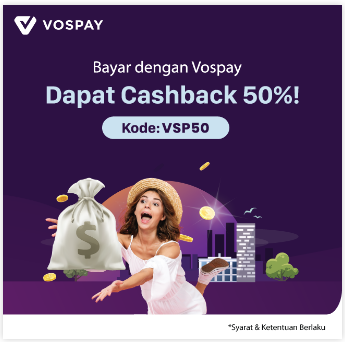 VOSPAY
Bayar dengan Vospay
Dapat Cashback 50%!
Kode: VSP50
$
*Syarat & Ketentuan Berlaku